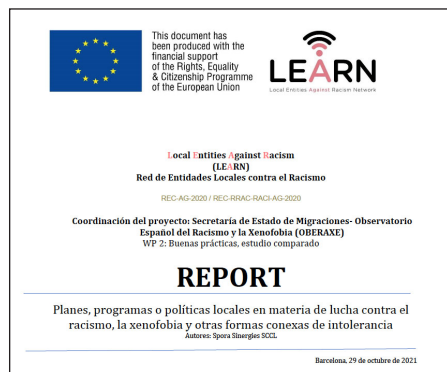 This document has
been produced with the
financial support
of the Rights, Equality
& Citizenship Programme
of the European Union
LEARN
Local Entities Against Racism Network
Local Entities Against Racism
(LEARN)
Red de Entidades Locales contra el Racismo
REC-AG-2020 / REC-RRAC-RACI-AG-2020
Coordinación del proyecto: Secretaría de Estado de Migraciones- Observatorio
Español del Racismo y la Xenofobia (OBERAXE)
WP 2: Buenas prácticas, estudio comparado
REPORT
Planes, programas o políticas locales en materia de lucha contra el
racismo, la xenofobia y otras formas conexas de intolerancia
Autores: Spora Sinergies SCCL
Barcelona, 29 de octubre de 2021